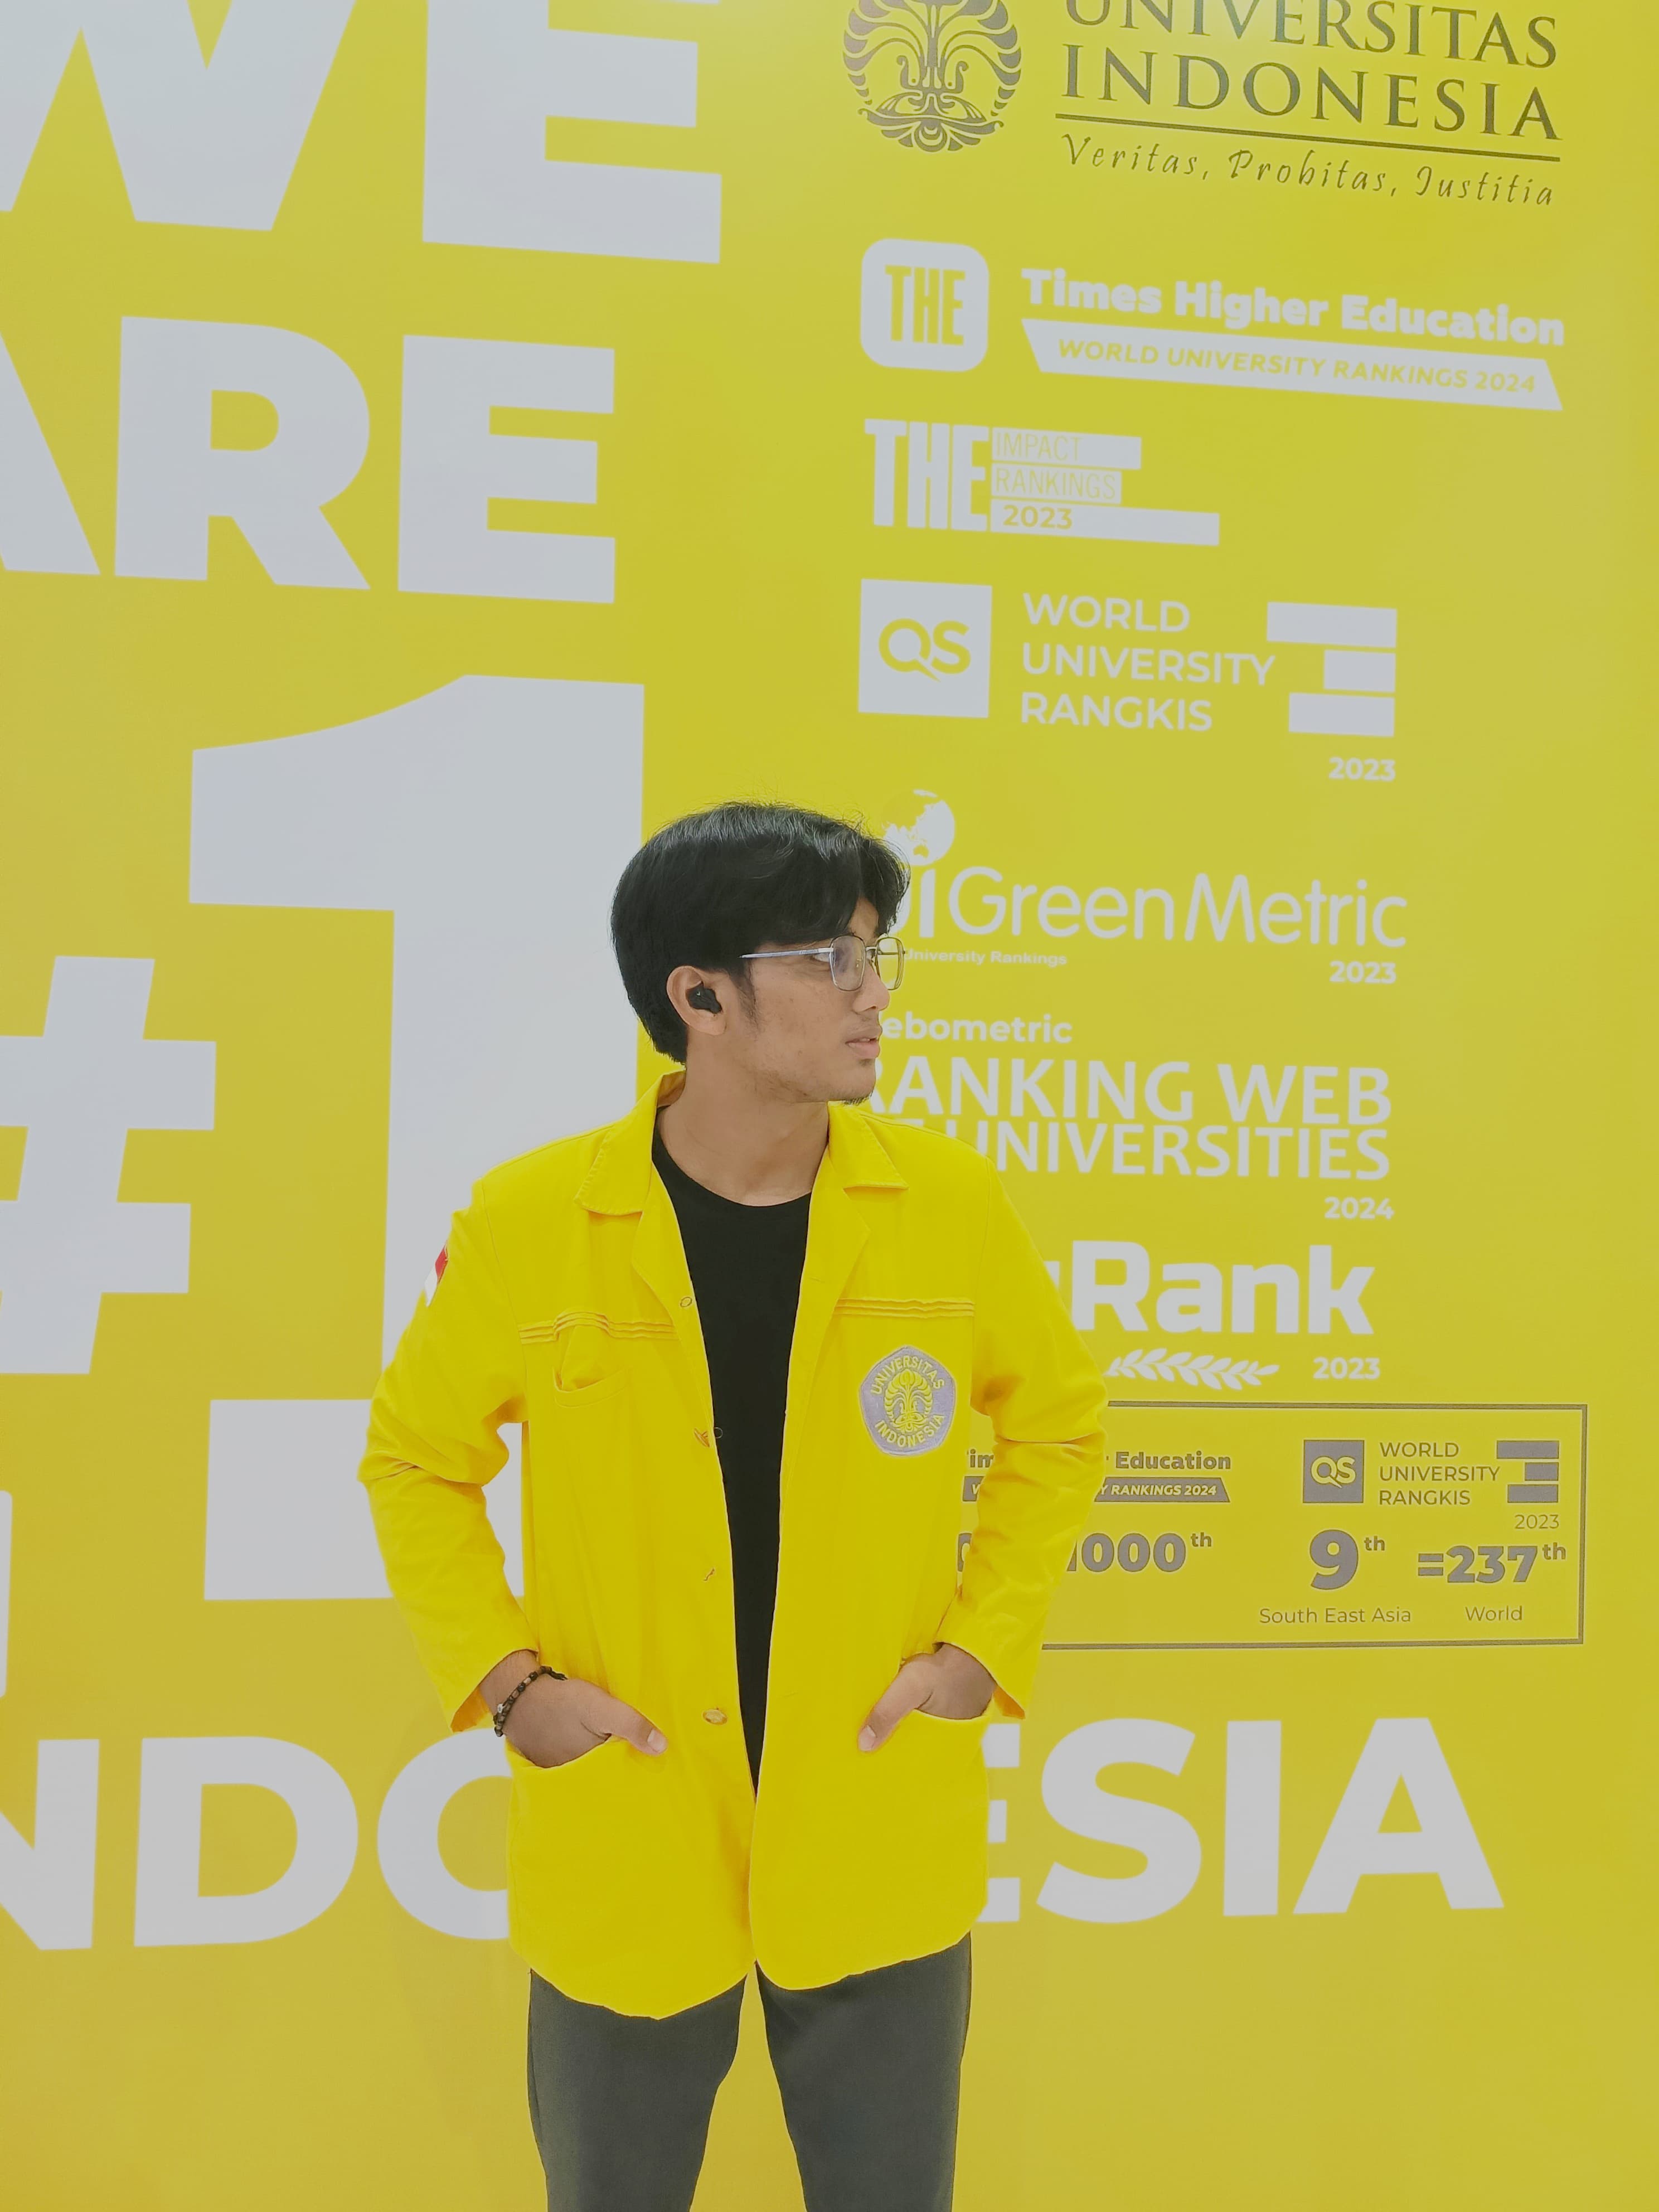 WE
ARE
#1
INDONESIA
UNIVERSITAS
INDONESIA
Veritas, Probitas, Iustitia
THE
Times Higher Education
WORLD UNIVERSITY RANKINGS 2024
THE
IMPACT
RANKINGS
2023
QS
WORLD
UNIVERSITY
RANGKIS
2023
GreenMetric
University Rankings
2023
ebometric
RANKING WEB
UNIVERSITIES
2024
Rank
2023
Education
RANKINGS 2024
000th
QS
WORLD
UNIVERSITY
RANGKIS
2023
9th
=237th
South East Asia
World
UNIVERSITAS
INDONESIA